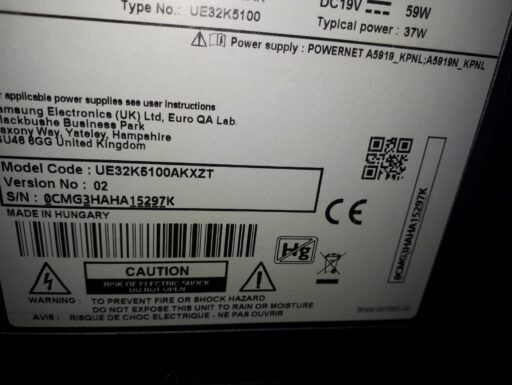 Type No.: UE32K5100
DC19V 59W
Typical power : 37W
Power supply : POWERNET A5919_KPNL;A5919N_KPNL
r applicable power supplies see user instructions
amsung Electronics (UK) Ltd, Euro QA Lab.
lackbushe Business Park
axony Way, Yateley, Hampshire
GU46 6GG United Kingdom
Model Code : UE32K5100AKXZT
Version No : 02
S/N : 0CMG3HAHA15297K
MADE IN HUNGARY
CE
0CMG3HAHA15297K
Hg
CAUTION
RISK OF ELECTRIC SHOCK
DO NOT OPEN
WARNING : TO PREVENT FIRE OR SHOCK HAZARD
DO NOT EXPOSE THIS UNIT TO RAIN OR MOISTURE
AVIS : RISQUE DE CHOC ELECTRIQUE - NE PAS OUVRIR